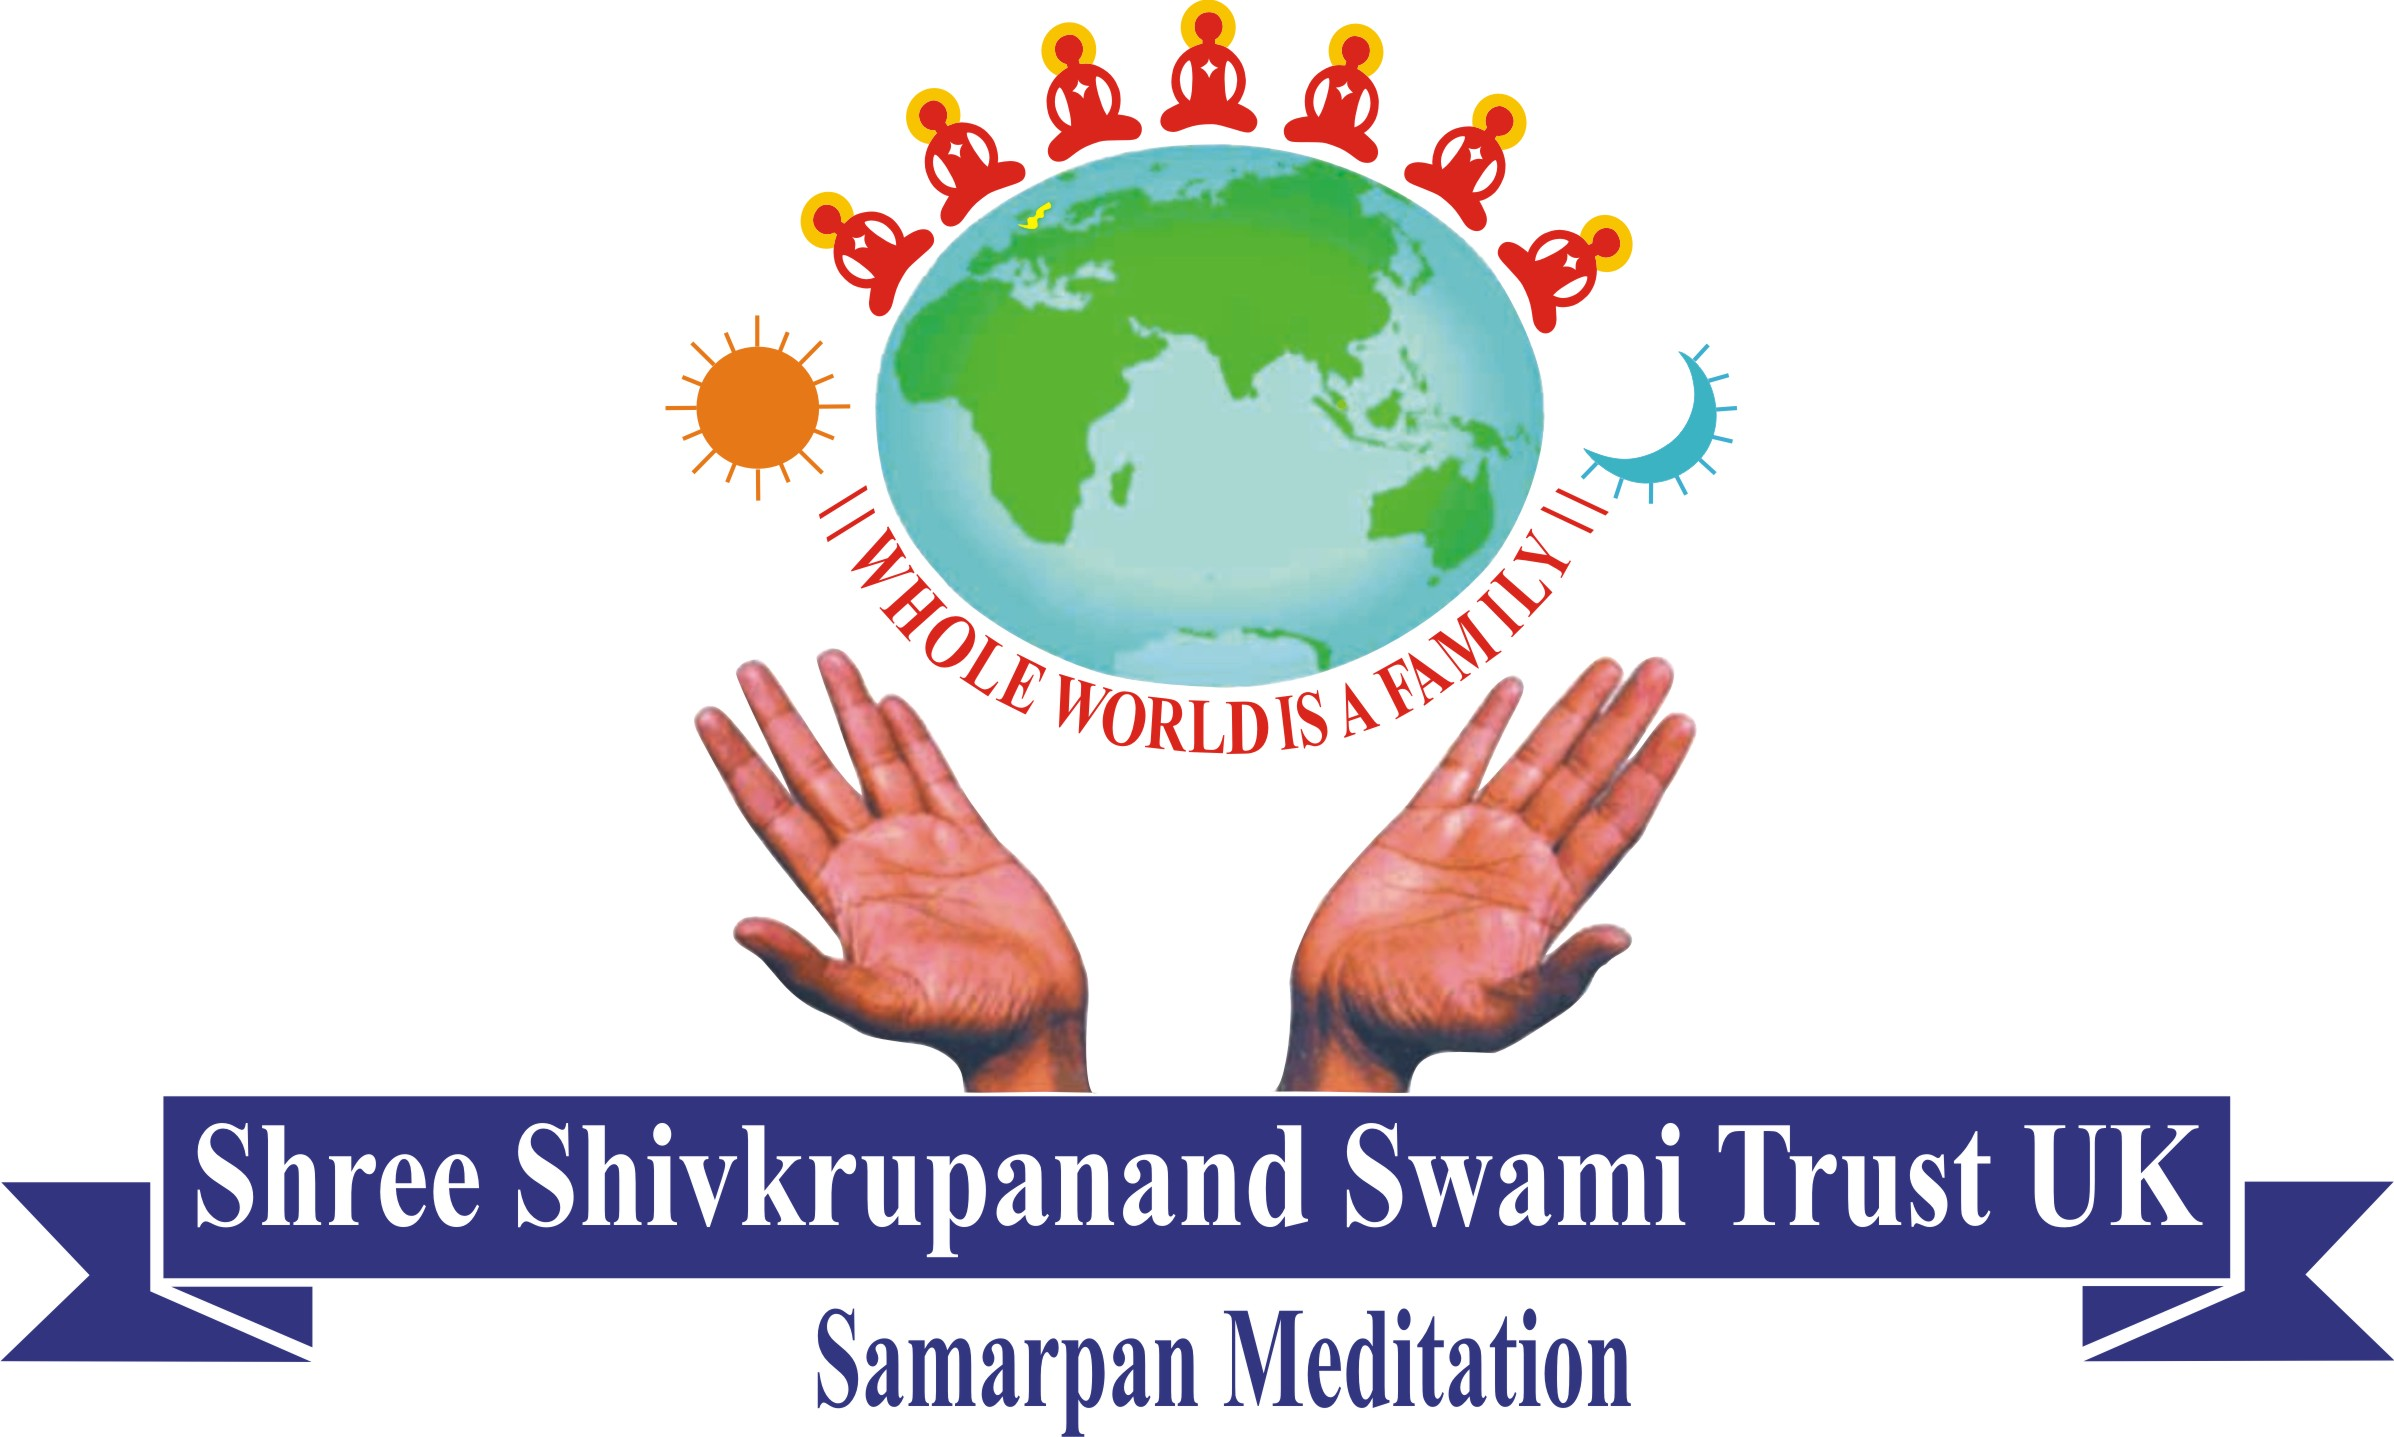 || WHOLE WORLD IS A FAMILY ||
Shree Shivkrupanand Swami Trust UK
Samarpan Meditation